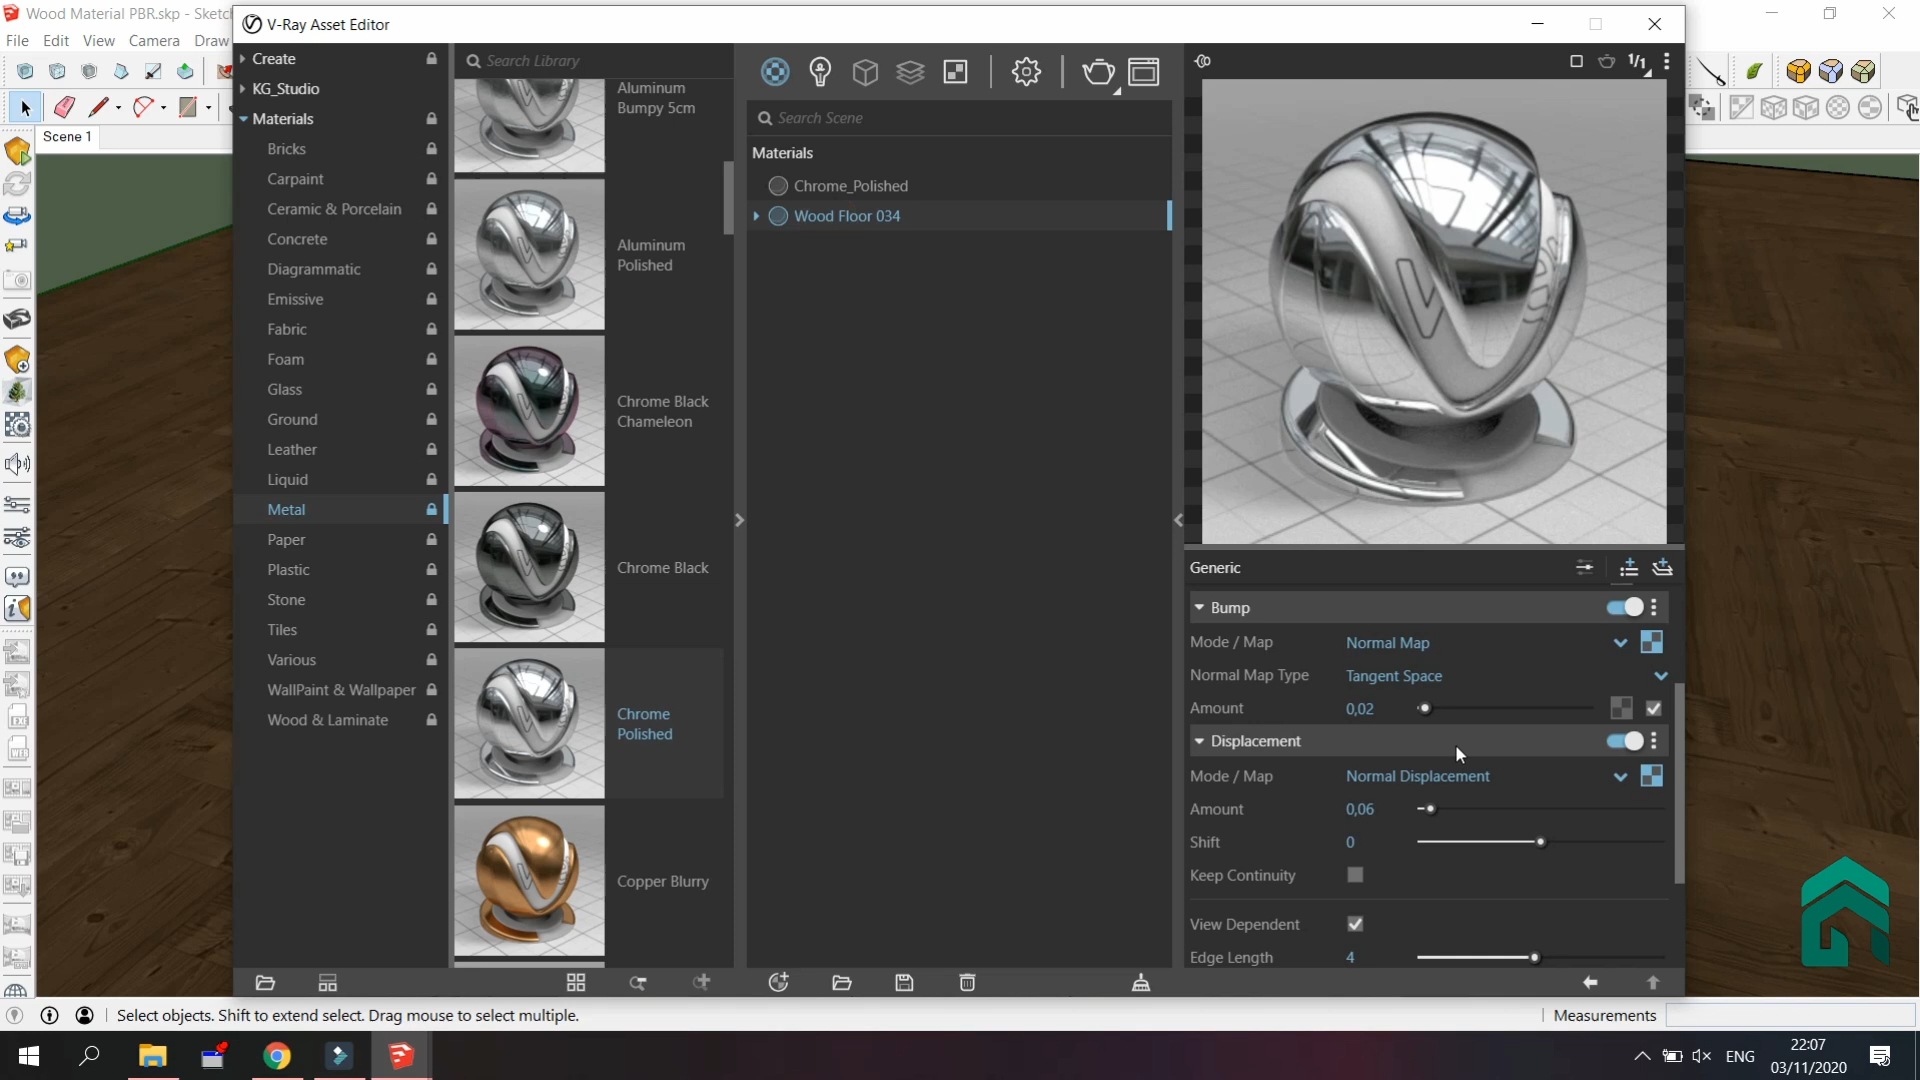 Wood Material PBR.skp - Sketc
V-Ray Asset Editor
File Edit View Camera Draw
Scene 1
Create
KG_Studio
Materials
Bricks
Carpaint
Ceramic & Porcelain
Concrete
Diagrammatic
Emissive
Fabric
Foam
Glass
Ground
Leather
Liquid
Metal
Paper
Plastic
Stone
Tiles
Various
WallPaint & Wallpaper
Wood & Laminate
Search Library
Aluminum
Bumpy 5cm
Aluminum
Polished
Chrome Black
Chameleon
Chrome Black
Chrome
Polished
Copper Blurry
Search Scene
Materials
Chrome_Polished
Wood Floor 034
1/1
Generic
Bump
Mode / Map Normal Map
Normal Map Type Tangent Space
Amount 0,02
Displacement
Mode / Map Normal Displacement
Amount 0,06
Shift 0
Keep Continuity
View Dependent
Edge Length 4
Select objects. Shift to extend select. Drag mouse to select multiple.
Measurements
ENG
22:07
03/11/2020